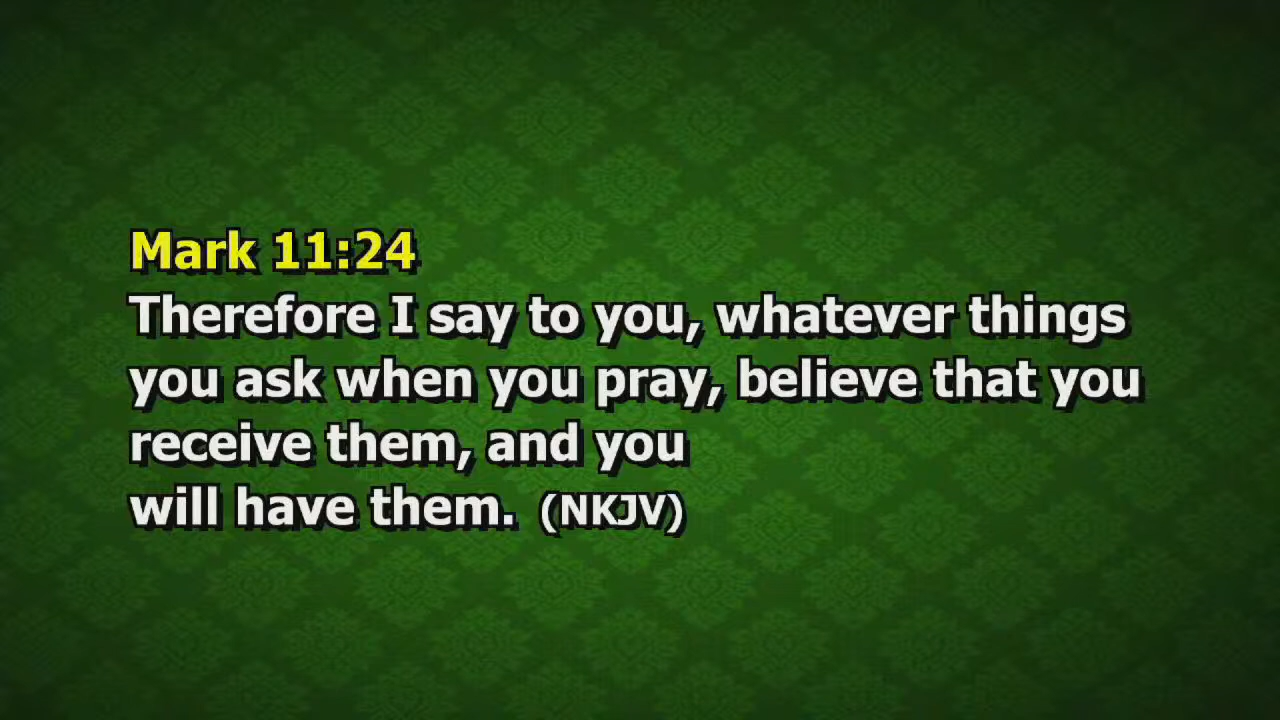 Mark 11:24
Therefore I say to you, whatever things
you ask when you pray, believe that you
receive them, and you
will have them. (NKJV)